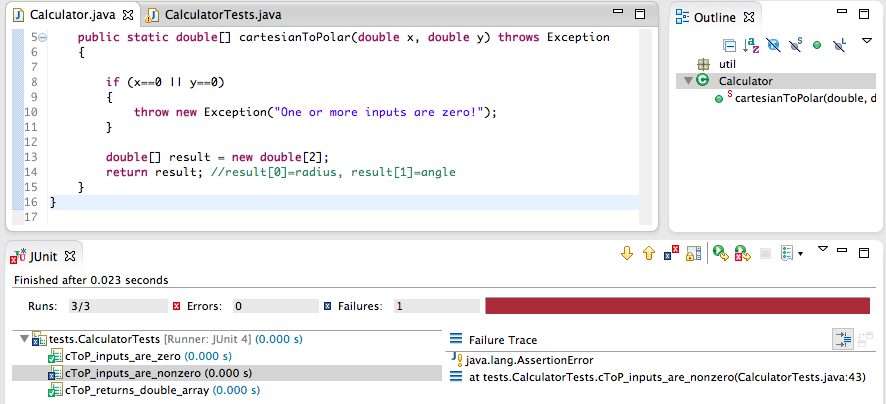 Calculator.java
CalculatorTests.java
5 public static double[] cartesianToPolar(double x, double y) throws Exception
6 {
7
8 if (x==0 || y==0)
9 {
10 throw new Exception("One or more inputs are zero!");
11 }
12
13 double[] result = new double[2];
14 return result; //result[0]=radius, result[1]=angle
15 }
16 }
17
Outline
util
Calculator
cartesianToPolar(double, d
JUnit
Finished after 0.023 seconds
Runs: 3/3 Errors: 0 Failures: 1
tests.CalculatorTests [Runner: JUnit 4] (0.000 s)
cToP_inputs_are_zero (0.000 s)
cToP_inputs_are_nonzero (0.000 s)
cToP_returns_double_array (0.000 s)
Failure Trace
java.lang.AssertionError
at tests.CalculatorTests.cToP_inputs_are_nonzero(CalculatorTests.java:43)